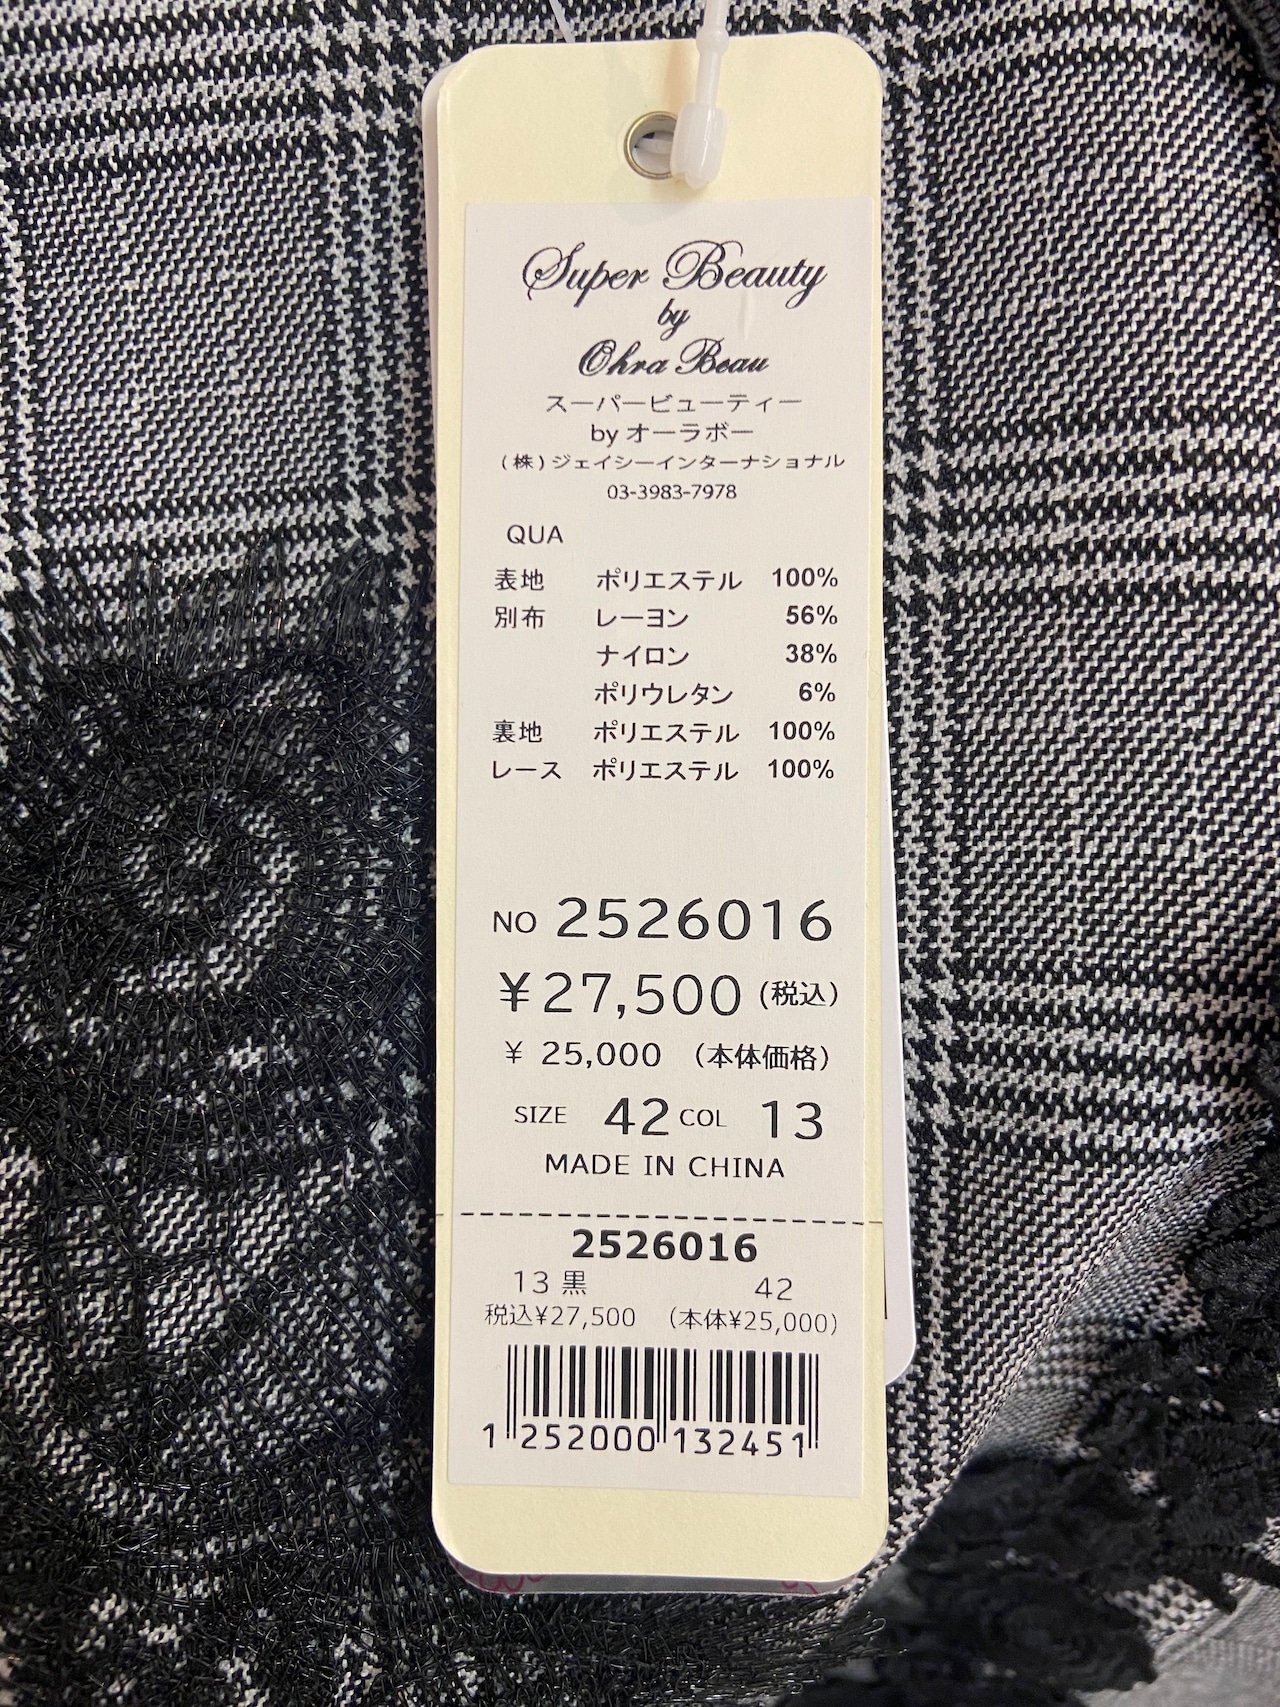 Super Beauty
by
Ohra Beau
スーパービューティー
by オーラボー
(株)ジェイシーインターナショナル
03-3983-7978
QUA
表地 ポリエステル 100%
別布 レーヨン 56%
ナイロン 38%
ポリウレタン 6%
裏地 ポリエステル 100%
レース ポリエステル 100%
NO 2526016
¥27,500 (税込)
¥ 25,000 (本体価格)
SIZE 42 COL 13
MADE IN CHINA
2526016
13 黒 42
税込¥27,500 (本体¥25,000)
1 252000 132451